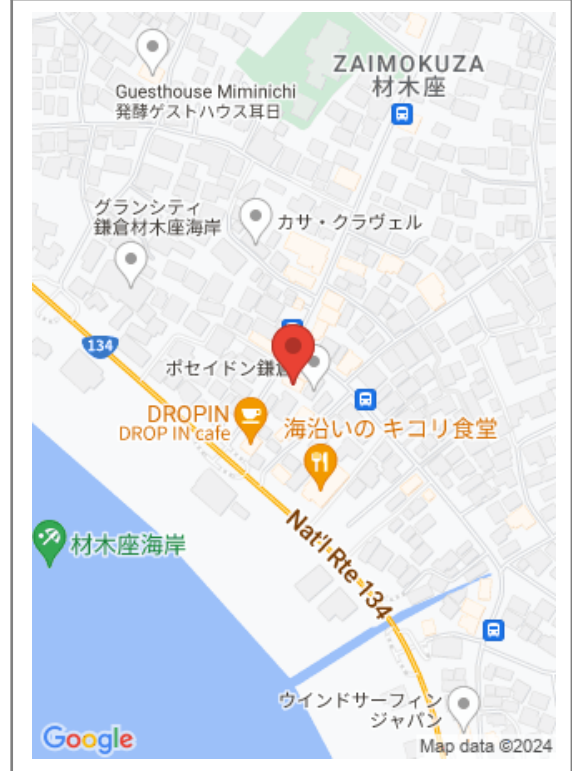 ZAIMOKUZA
材木座
Guesthouse Miminichi
発酵ゲストハウス耳日
グランシティ
鎌倉材木座海岸
カサ・クラヴェル
134
ポセイドン鎌倉
DROPIN
DROP IN cafe
海沿いの キコリ食堂
Nat'l Rte 134
材木座海岸
ウインドサーフィン
ジャパン
Google
Map data ©2024